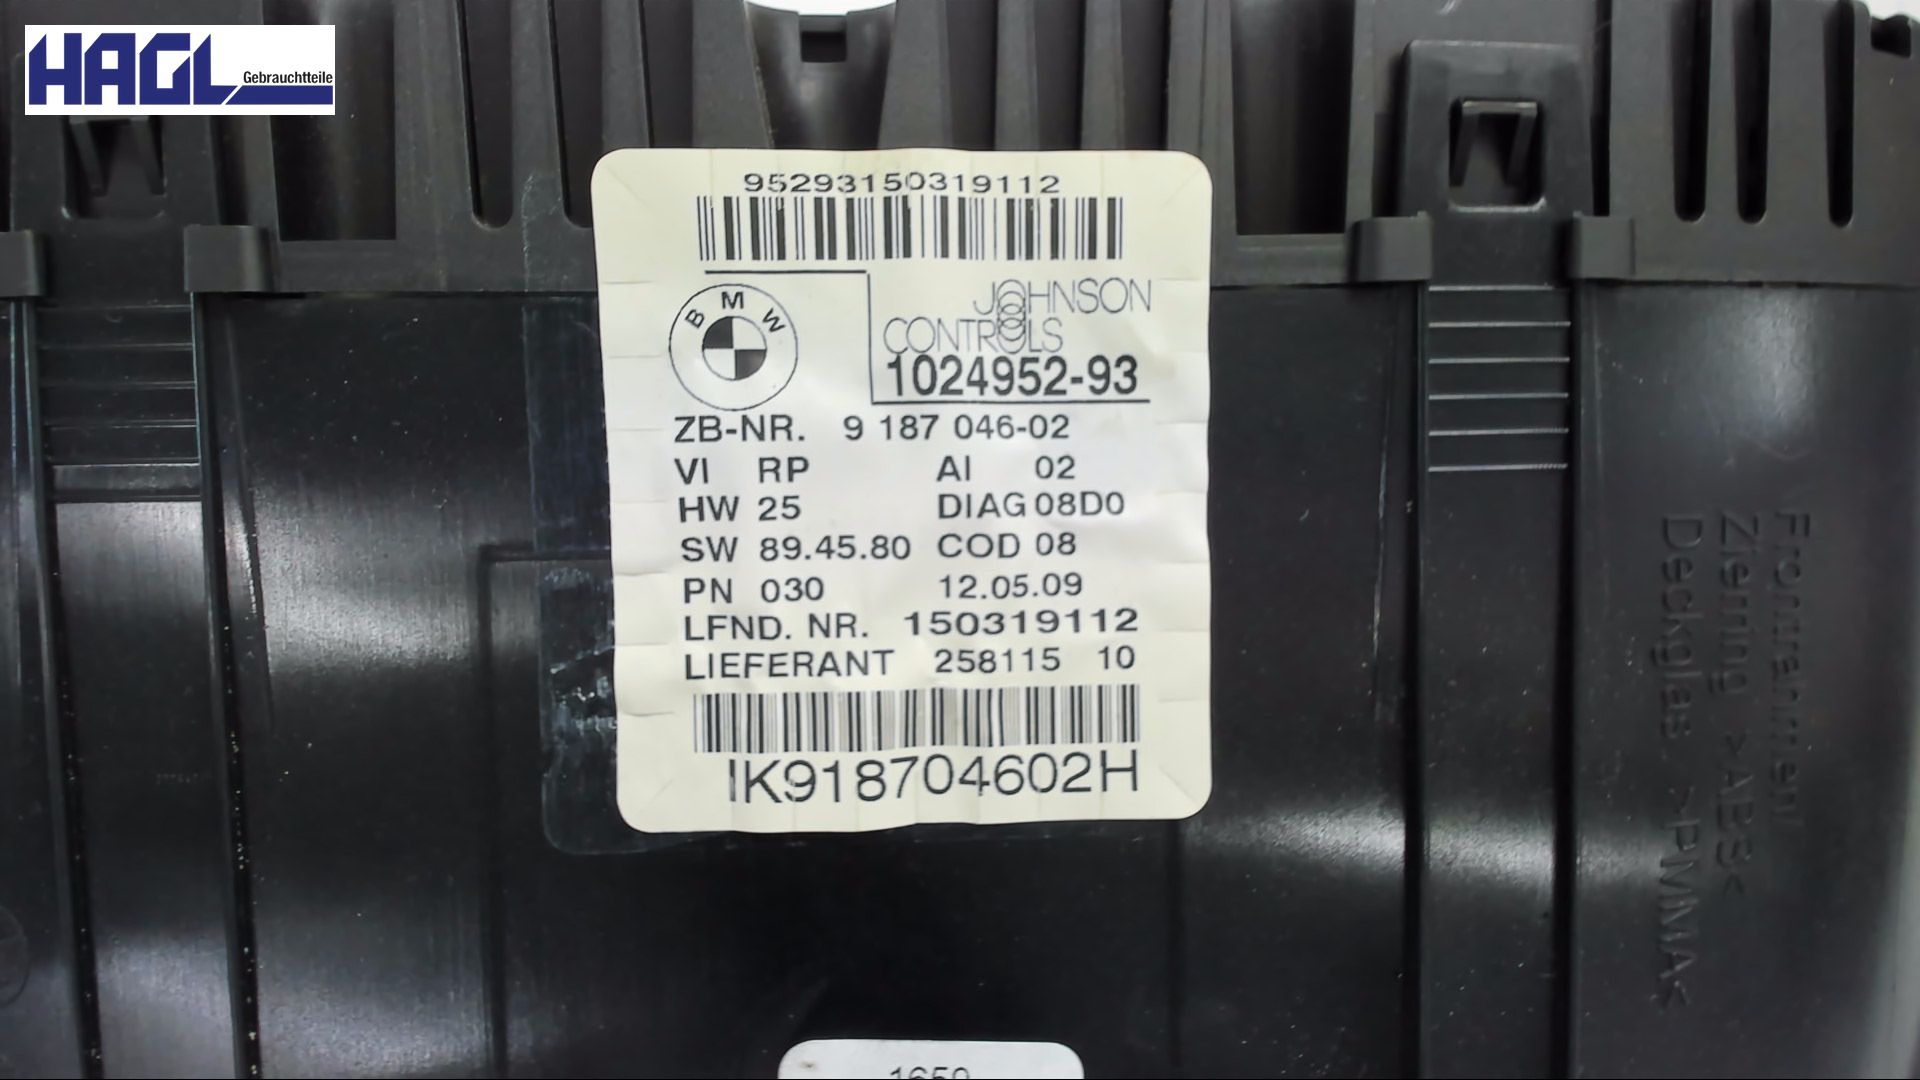 HAGL
Gebrauchtteile
95293150319112
BMW
JOHNSON
CONTROLS
1024952-93
ZB-NR. 9 187 046-02
VI RP AI 02
HW 25 DIAG 08D0
SW 89.45.80 COD 08
PN 030 12.05.09
LFND. NR. 150319112
LIEFERANT 258115 10
IK918704602H
Zierring >ABS<
Deckglas >PMMA<